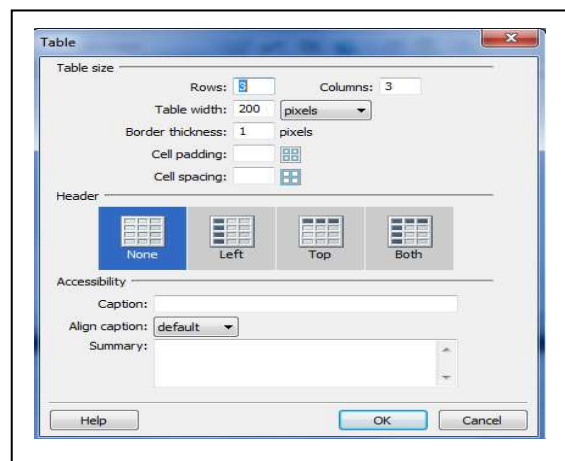 Table
Table size
Rows: 3 Columns: 3
Table width: 200 pixels
Border thickness: 1 pixels
Cell padding:
Cell spacing:
Header
None Left Top Both
Accessibility
Caption:
Align caption: default
Summary:
Help OK Cancel